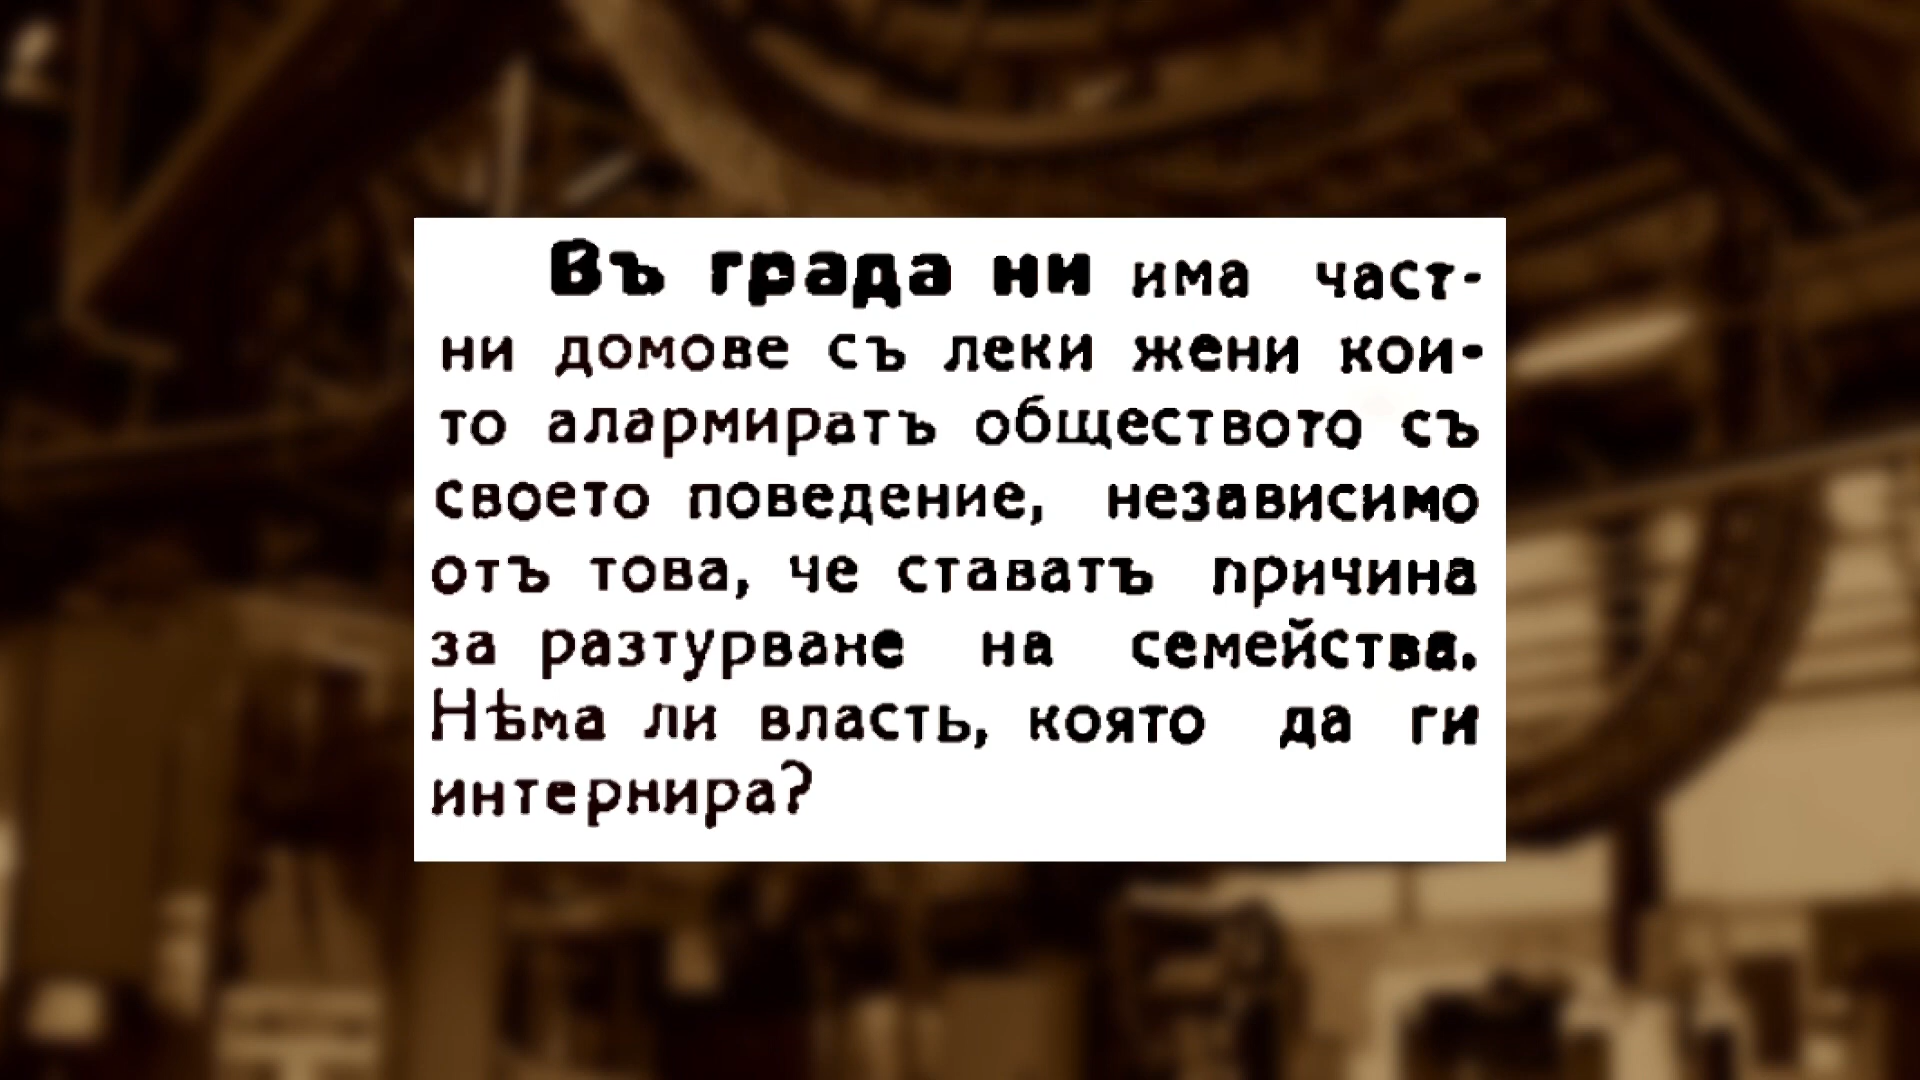 Въ града ни има част-
ни домове съ леки жени кои-
то алармиратъ обществото съ
своето поведение, независимо
отъ това, че ставатъ причина
за разтурване на семейства.
Нѣма ли власть, която да ги
интернира?